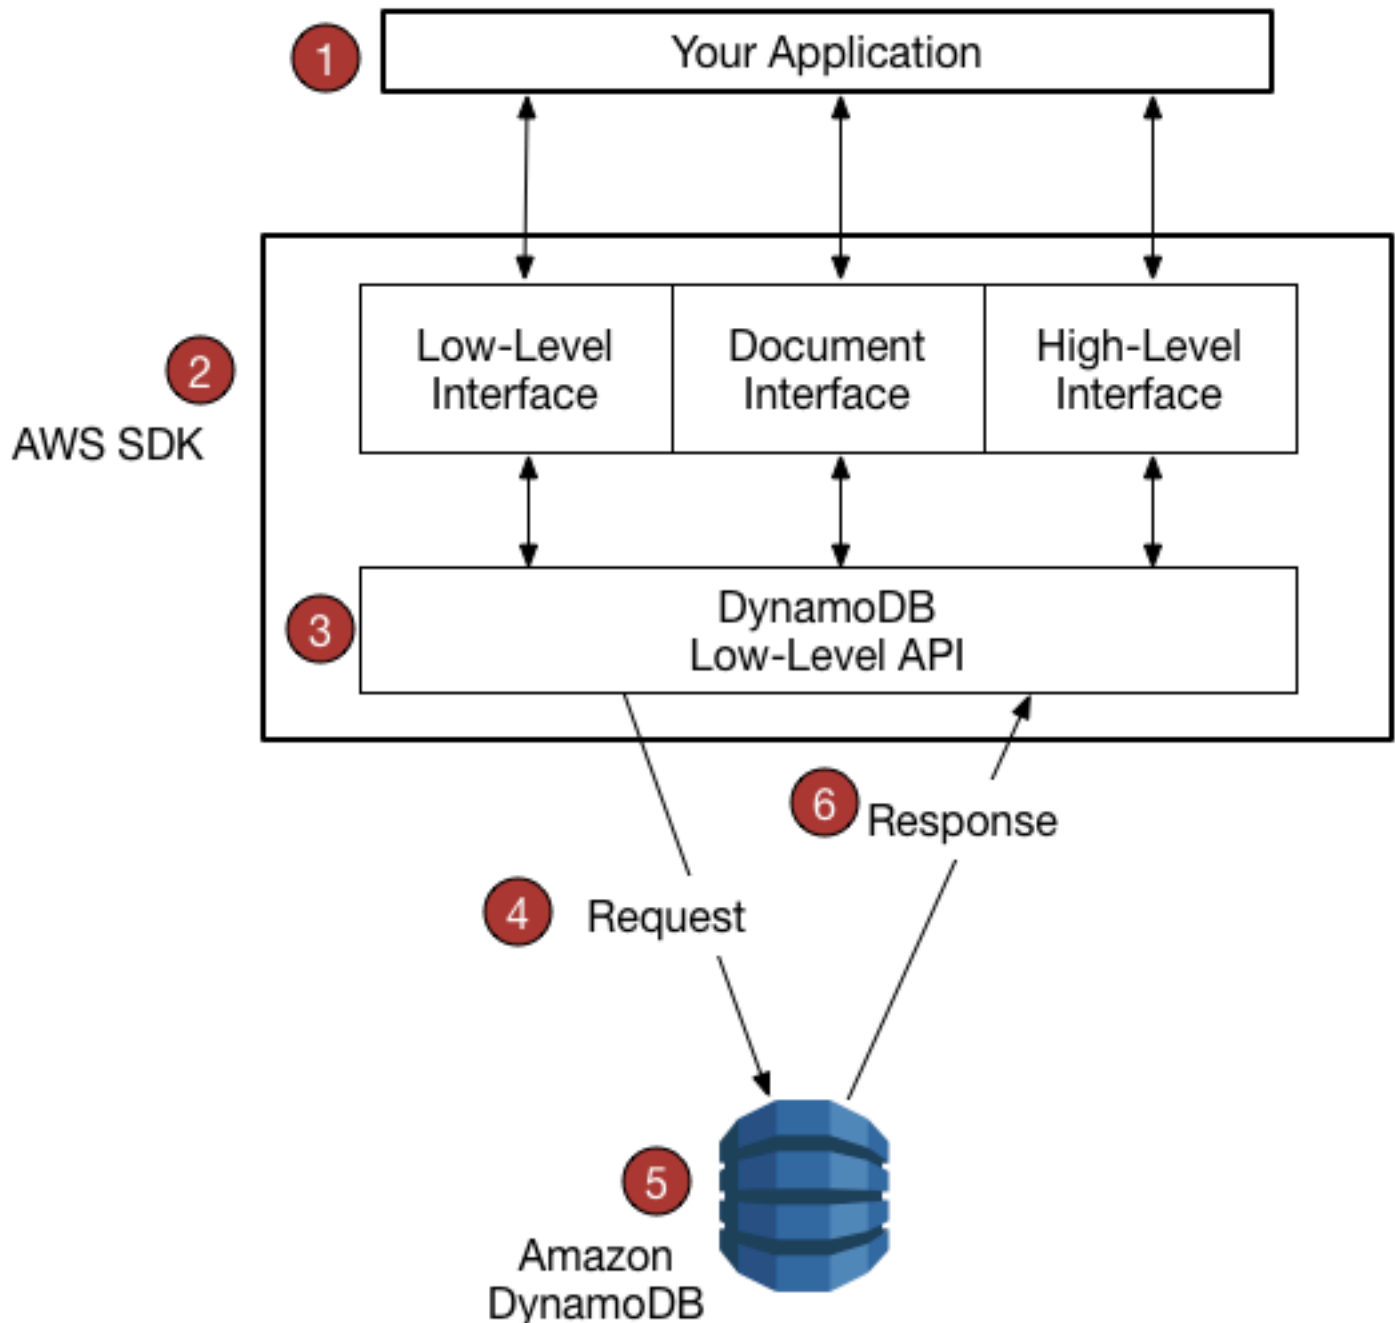 1
Your Application
2
AWS SDK
Low-Level
Interface
Document
Interface
High-Level
Interface
3
DynamoDB
Low-Level API
6
Response
4
Request
5
Amazon
DynamoDB